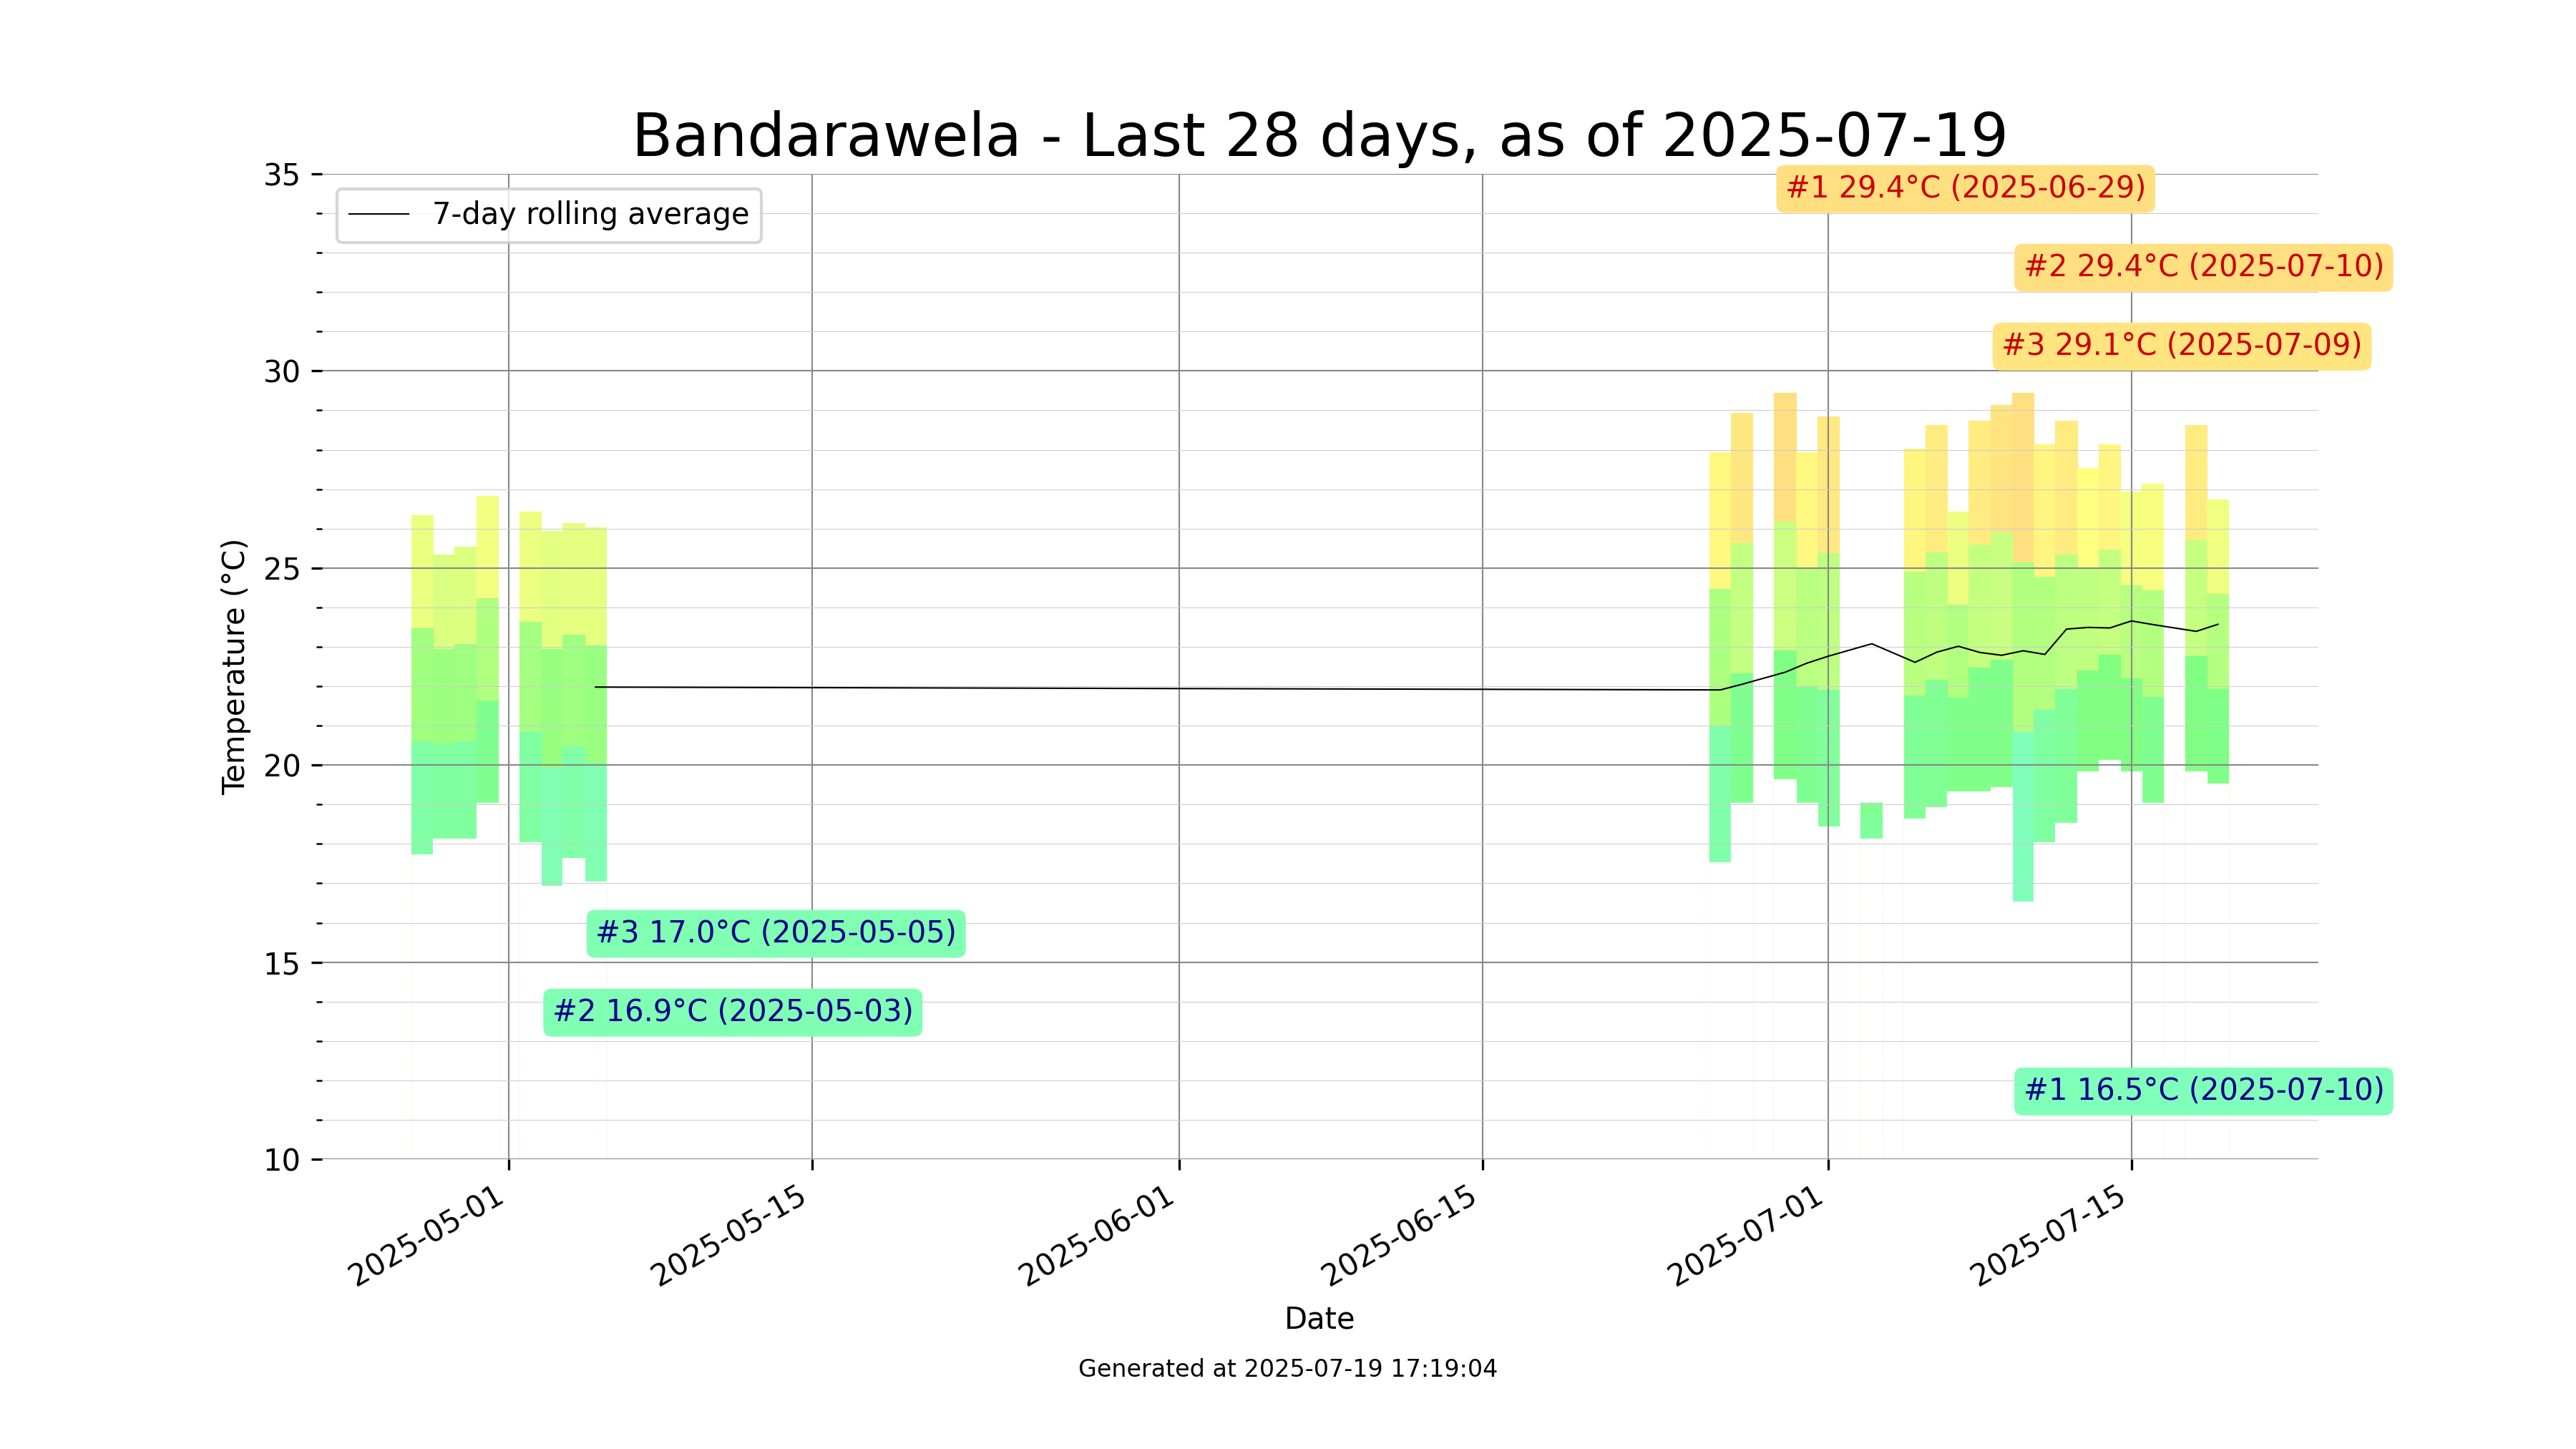 Bandarawela - Last 28 days, as of 2025-07-19
35
7-day rolling average
#1 29.4°C (2025-06-29)
#2 29.4°C (2025-07-10)
#3 29.1°C (2025-07-09)
30
25
Temperature (°C)
20
#3 17.0°C (2025-05-05)
15
#2 16.9°C (2025-05-03)
#1 16.5°C (2025-07-10)
10
2025-05-01
2025-05-15
2025-06-01
2025-06-15
2025-07-01
2025-07-15
Date
Generated at 2025-07-19 17:19:04